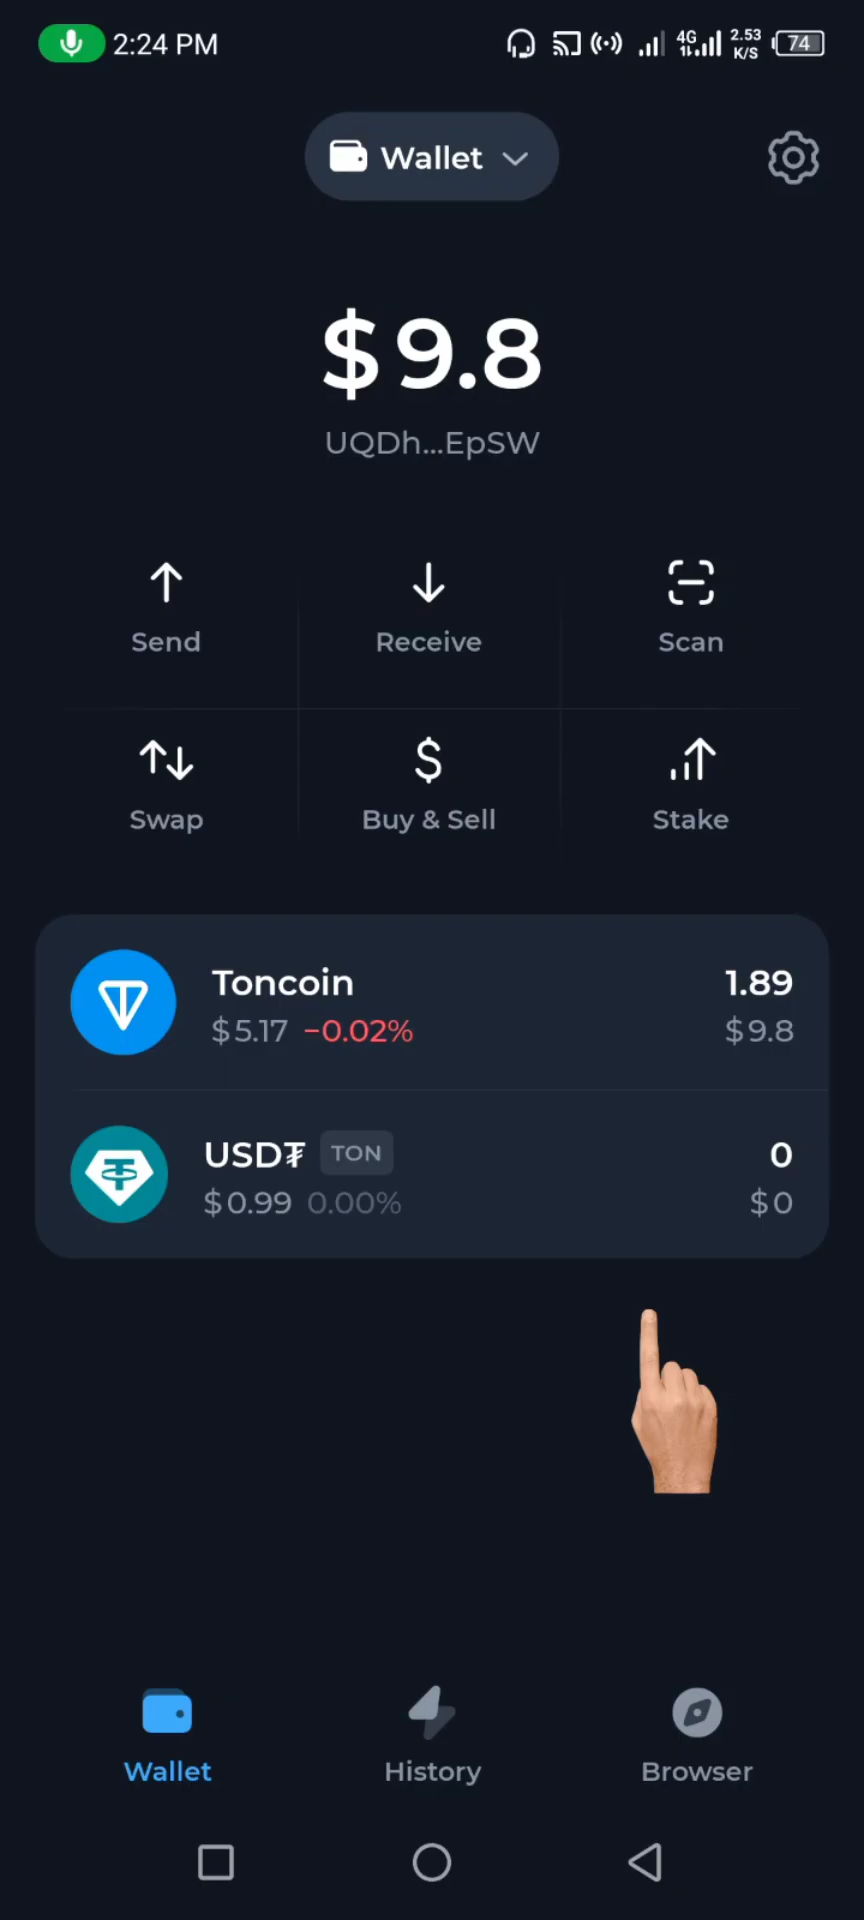 2:24 PM 4G 2.53 K/S 74
Wallet
$9.8
UQDh...EpSW
Send Receive Scan
Swap Buy & Sell Stake
Toncoin 1.89
$5.17 −0.02% $9.8
USD₮ TON 0
$0.99 0.00% $0
Wallet History Browser